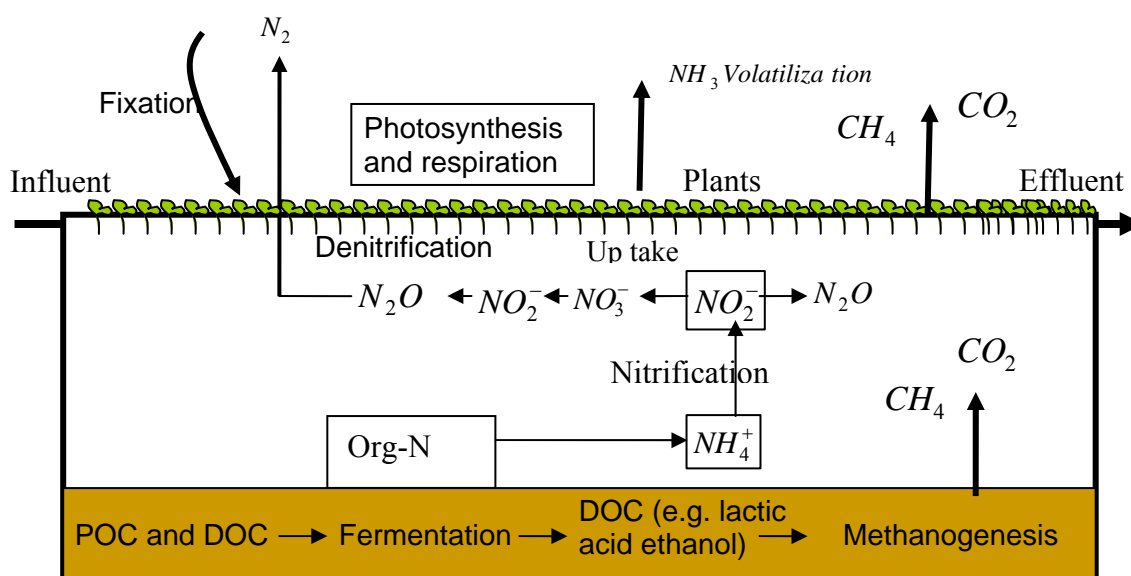 N₂
NH₃ Volatiliza tion
Fixation
Photosynthesis
and respiration
CH₄
CO₂
Influent
Plants
Effluent
Denitrification
Up take
N₂O
NO₂⁻
NO₃⁻
NO₂⁻
N₂O
CO₂
Nitrification
CH₄
Org-N
NH₄⁺
POC and DOC
Fermentation
DOC (e.g. lactic
acid ethanol)
Methanogenesis